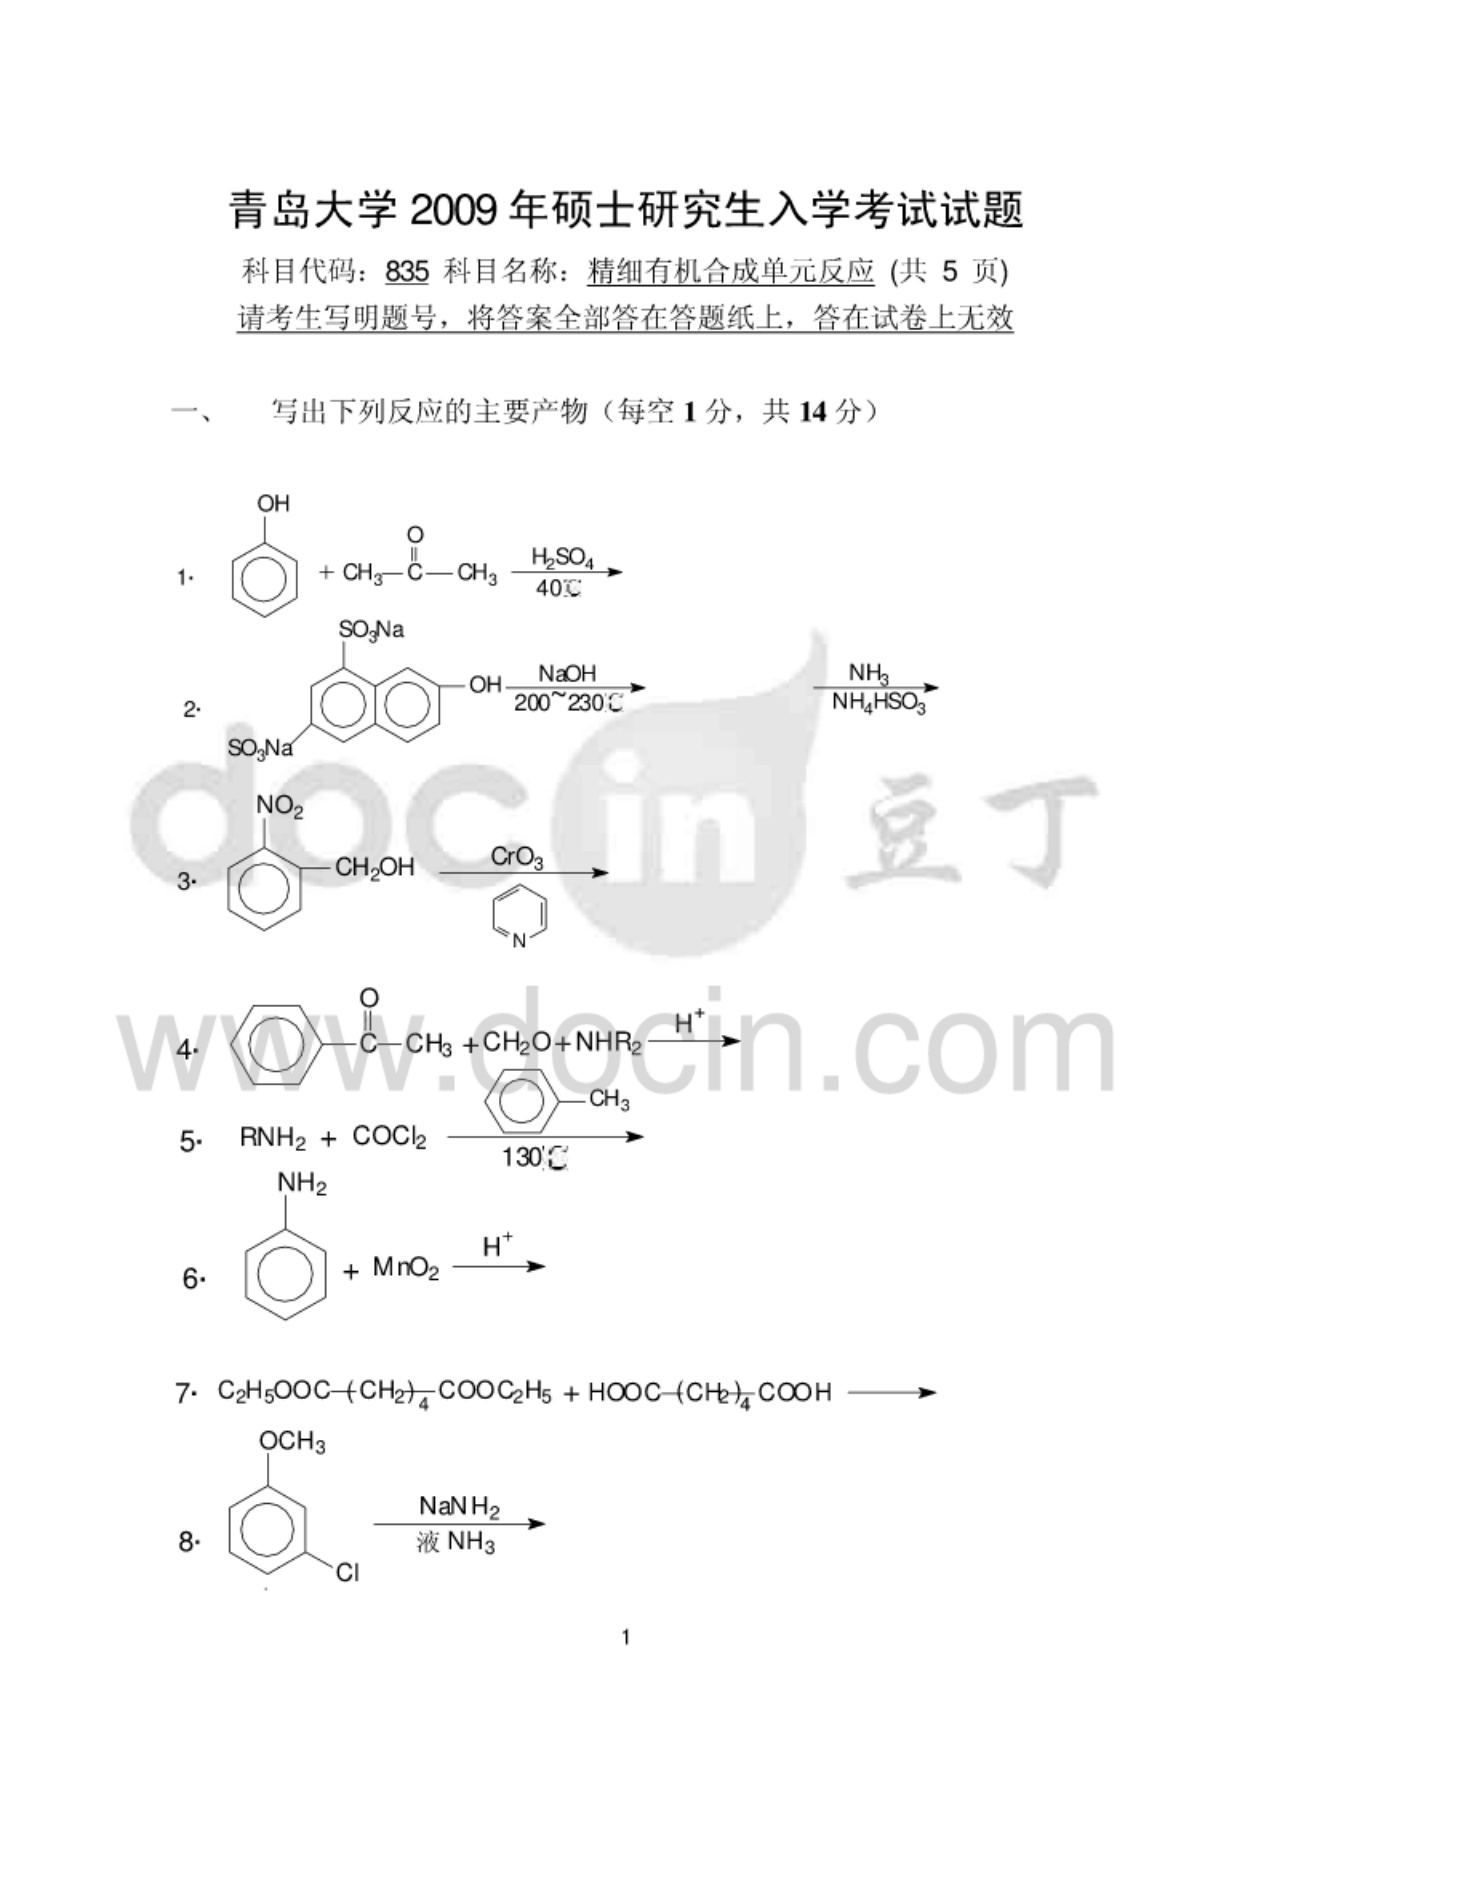 青岛大学 2009 年硕士研究生入学考试试题
科目代码：835 科目名称：精细有机合成单元反应 (共 5 页)
请考生写明题号，将答案全部答在答题纸上，答在试卷上无效
一、 写出下列反应的主要产物（每空 1 分，共 14 分）
OH
O
1. + CH3—C—CH3 H2SO4
40℃
SO3Na
2. OH NaOH NH3
200~230℃ NH4HSO3
SO3Na
docin 豆丁
NO2
3. CH2OH CrO3
N
www.docin.com
O
4. C—CH3 +CH2O+NHR2 H+
CH3
5. RNH2 + COCl2
130℃
NH2
6. + MnO2 H+
7. C2H5OOC-(CH2)4-COOC2H5 + HOOC-(CH2)4-COOH
OCH3
8. NaNH2
液 NH3
Cl
1